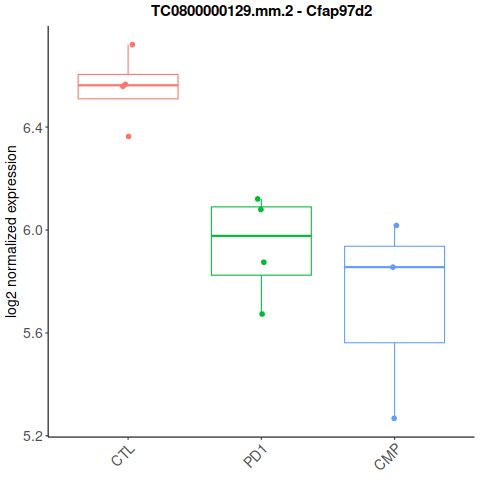 TC0800000129.mm.2 - Cfap97d2
log2 normalized expression
6.4
6.0
5.6
5.2
CTL
PD1
CMP